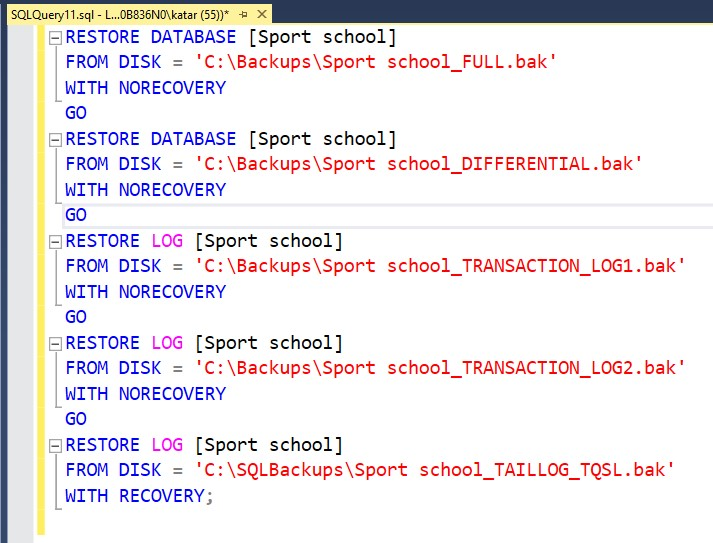 SQLQuery11.sql - L...0B836N0\katar (55))*
RESTORE DATABASE [Sport school]
FROM DISK = 'C:\Backups\Sport school_FULL.bak'
WITH NORECOVERY
GO
RESTORE DATABASE [Sport school]
FROM DISK = 'C:\Backups\Sport school_DIFFERENTIAL.bak'
WITH NORECOVERY
GO
RESTORE LOG [Sport school]
FROM DISK = 'C:\Backups\Sport school_TRANSACTION_LOG1.bak'
WITH NORECOVERY
GO
RESTORE LOG [Sport school]
FROM DISK = 'C:\Backups\Sport school_TRANSACTION_LOG2.bak'
WITH NORECOVERY
GO
RESTORE LOG [Sport school]
FROM DISK = 'C:\SQLBackups\Sport school_TAILLOG_TQSL.bak'
WITH RECOVERY;